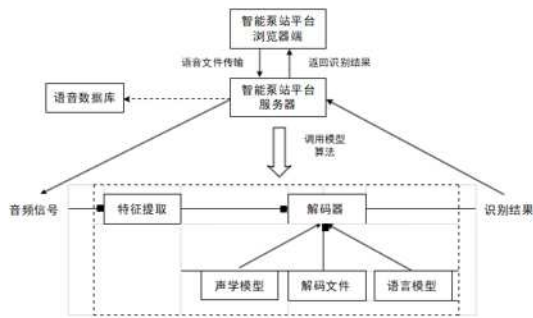 智能泵站平台
浏览器端
语音文件传输
返回识别结果
智能泵站平台
服务器
语音数据库
调用模型
算法
音频信号
特征提取
解码器
识别结果
声学模型
解码文件
语言模型